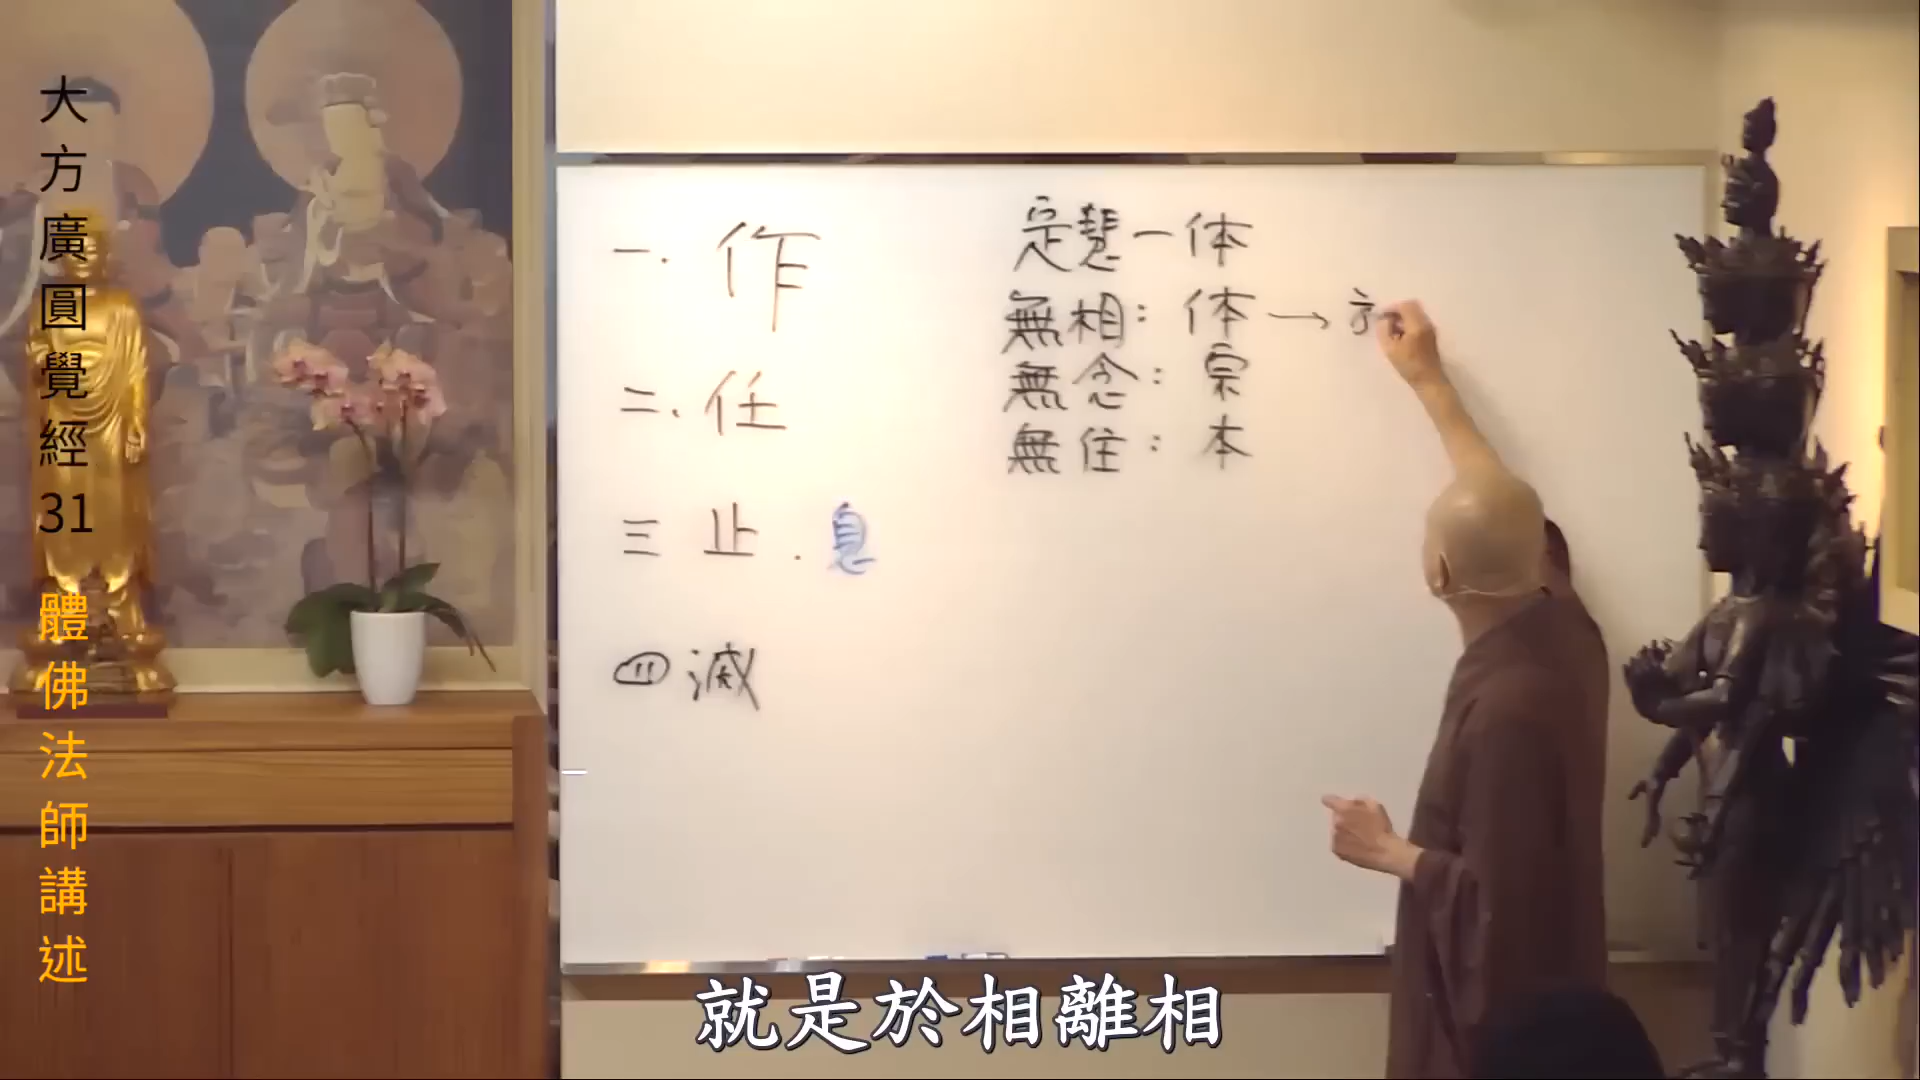 大方廣圓覺經31 體佛法師講述
一. 作
二. 任
三 止.息
四 滅
定慧一体
無相:体→
無念:宗
無住:本
就是於相離相